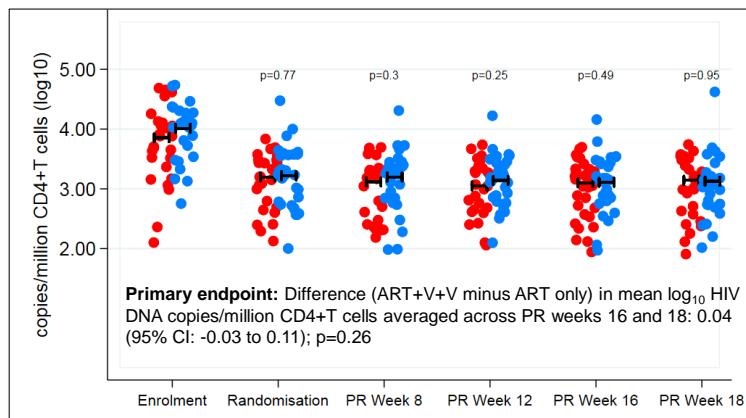 copies/million CD4+T cells (log10)
5.00
4.00
3.00
2.00
p=0.77
p=0.3
p=0.25
p=0.49
p=0.95
Primary endpoint: Difference (ART+V+V minus ART only) in mean log10 HIV
DNA copies/million CD4+T cells averaged across PR weeks 16 and 18: 0.04
(95% CI: -0.03 to 0.11); p=0.26
Enrolment
Randomisation
PR Week 8
PR Week 12
PR Week 16
PR Week 18